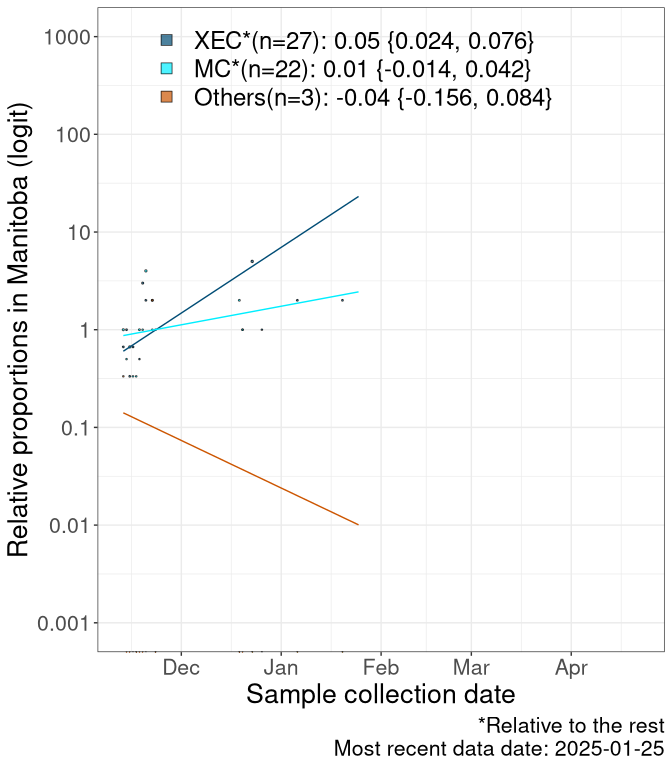 XEC*(n=27): 0.05 {0.024, 0.076}
MC*(n=22): 0.01 {-0.014, 0.042}
Others(n=3): -0.04 {-0.156, 0.084}
Relative proportions in Manitoba (logit)
1000
100
10
1
0.1
0.01
0.001
Dec Jan Feb Mar Apr
Sample collection date
*Relative to the rest
Most recent data date: 2025-01-25